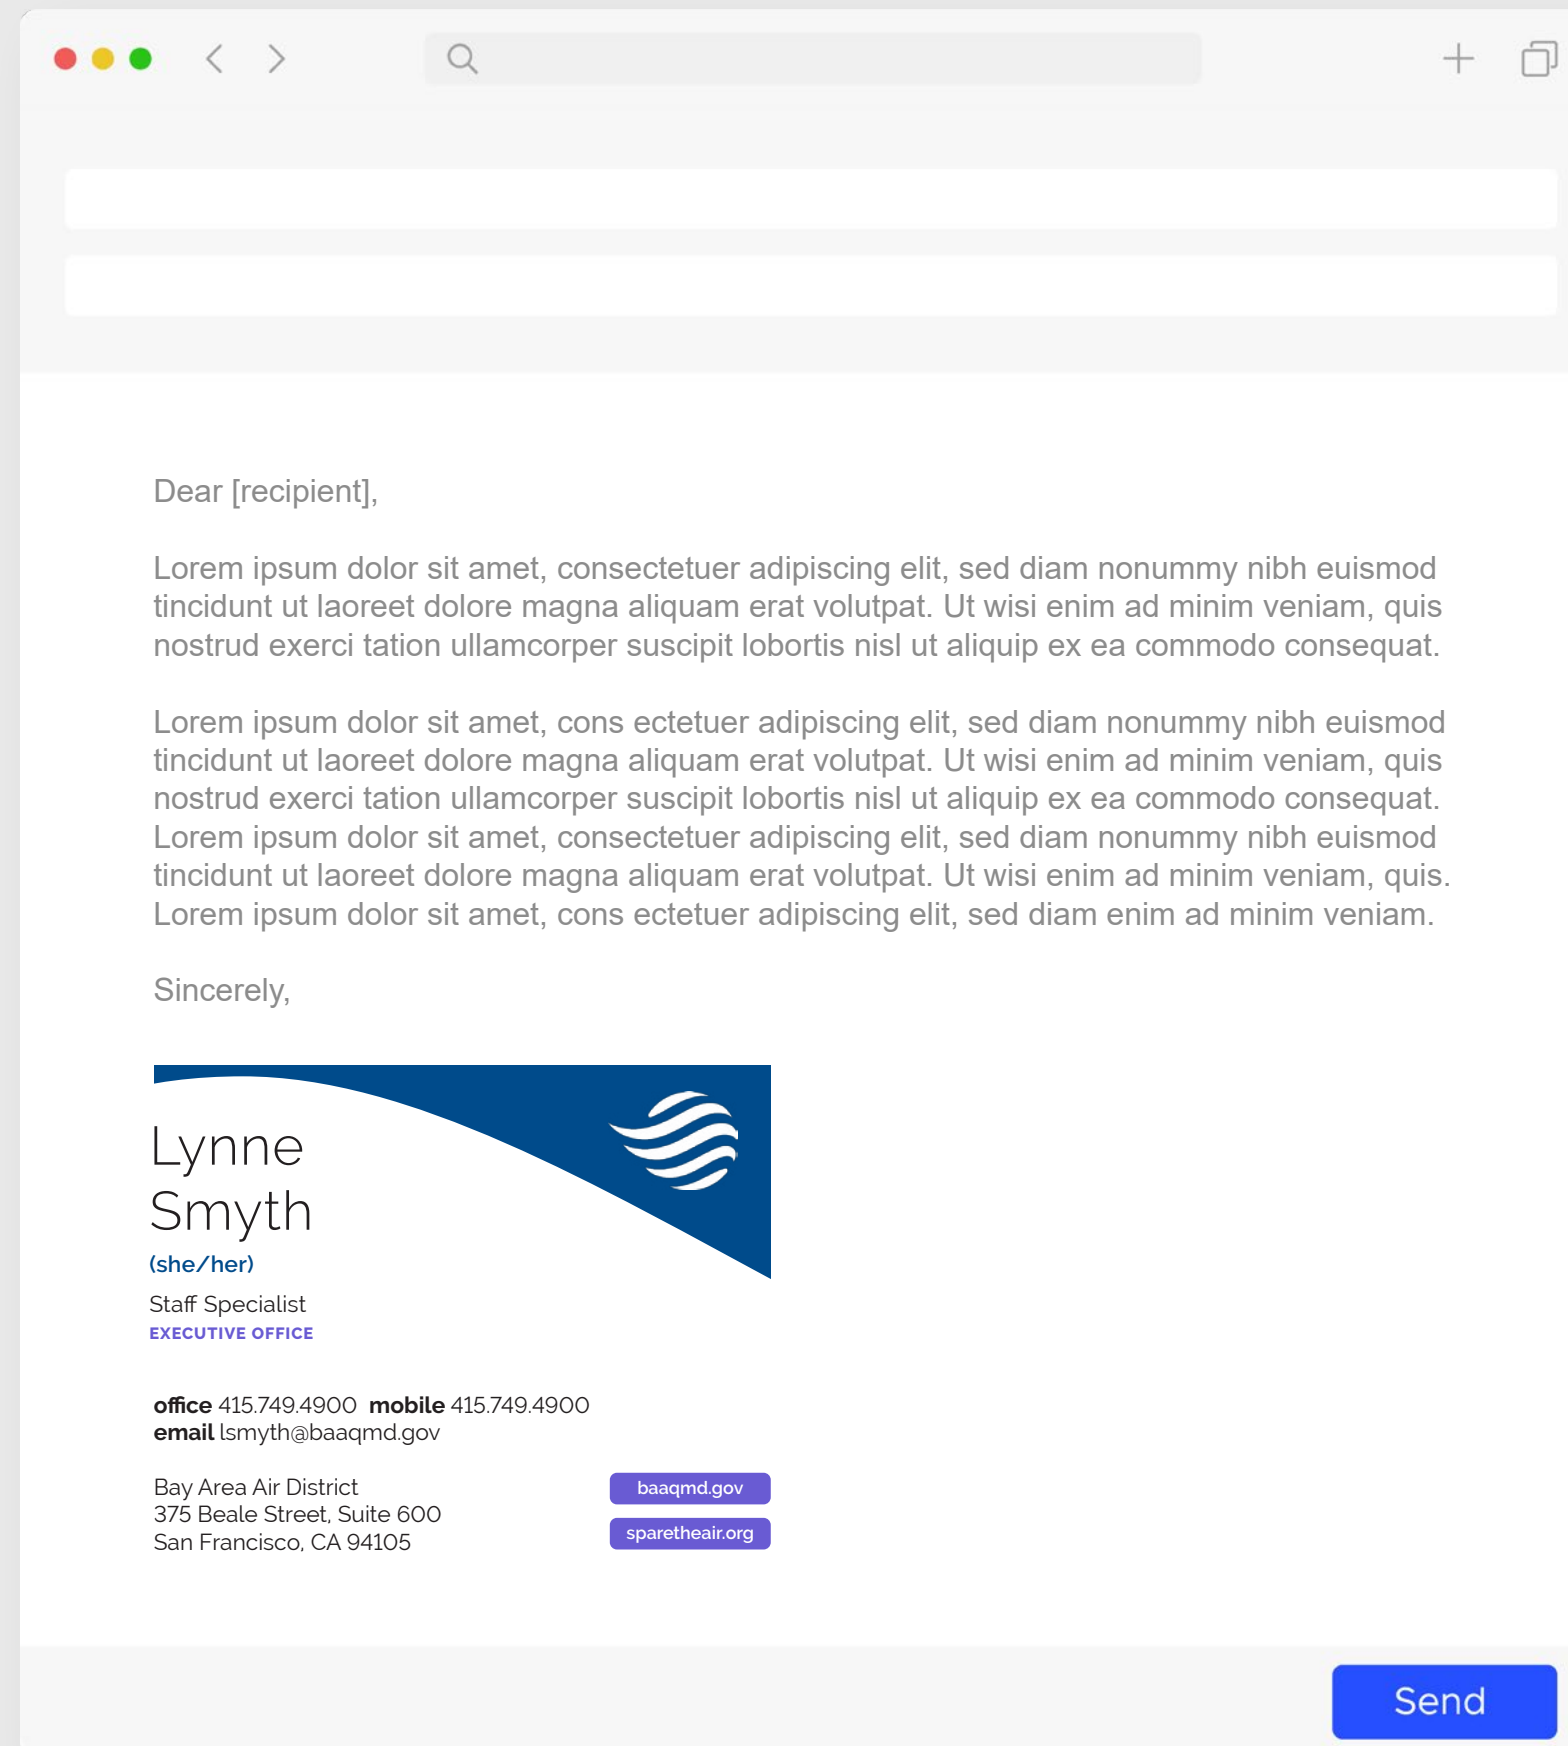 Dear [recipient],
Lorem ipsum dolor sit amet, consectetuer adipiscing elit, sed diam nonummy nibh euismod
tincidunt ut laoreet dolore magna aliquam erat volutpat. Ut wisi enim ad minim veniam, quis
nostrud exerci tation ullamcorper suscipit lobortis nisl ut aliquip ex ea commodo consequat.
Lorem ipsum dolor sit amet, cons ectetuer adipiscing elit, sed diam nonummy nibh euismod
tincidunt ut laoreet dolore magna aliquam erat volutpat. Ut wisi enim ad minim veniam, quis
nostrud exerci tation ullamcorper suscipit lobortis nisl ut aliquip ex ea commodo consequat.
Lorem ipsum dolor sit amet, consectetuer adipiscing elit, sed diam nonummy nibh euismod
tincidunt ut laoreet dolore magna aliquam erat volutpat. Ut wisi enim ad minim veniam, quis.
Lorem ipsum dolor sit amet, cons ectetuer adipiscing elit, sed diam enim ad minim veniam.
Sincerely,
Lynne
Smyth
(she/her)
Staff Specialist
EXECUTIVE OFFICE
office 415.749.4900 mobile 415.749.4900
email lsmyth@baaqmd.gov
Bay Area Air District
375 Beale Street, Suite 600
San Francisco, CA 94105
baaqmd.gov
sparetheair.org
Send